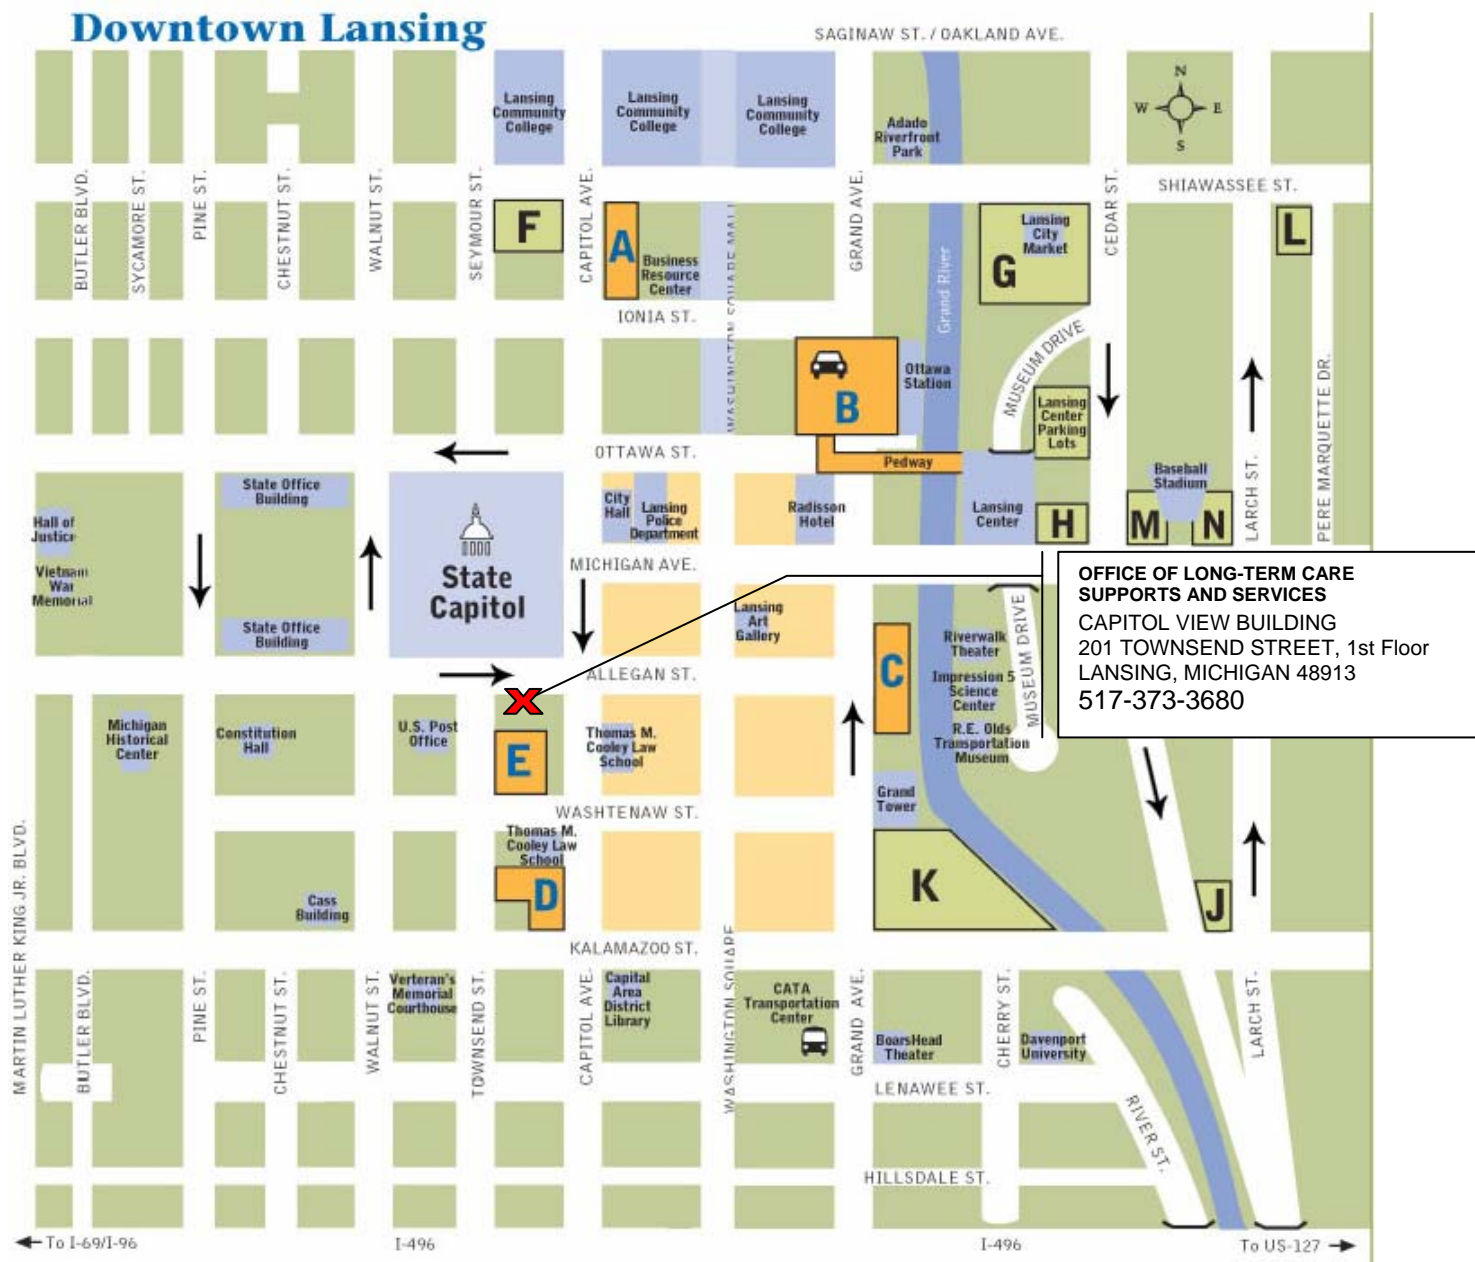 Downtown Lansing
SAGINAW ST. / OAKLAND AVE.
Lansing
Community
College
Lansing
Community
College
Lansing
Community
College
Adado
Riverfront
Park
N
W
E
S
SHIAWASSEE ST.
BUTLER BLVD.
SYCAMORE ST.
PINE ST.
CHESTNUT ST.
WALNUT ST.
SEYMOUR ST.
CAPITOL AVE.
WASHINGTON SQUARE MALL
GRAND AVE.
CEDAR ST.
F
A
Business
Resource
Center
Grand River
G
Lansing
City
Market
L
IONIA ST.
B
Ottawa
Station
MUSEUM DRIVE
Lansing
Center
Parking
Lots
LARCH ST.
PERE MARQUETTE DR.
OTTAWA ST.
Pedway
Baseball
Stadium
State Office
Building
Hall of
Justice
Vietnam
War
Memorial
State
Capitol
City
Hall
Lansing
Police
Department
Radisson
Hotel
Lansing
Center
H
M
N
MICHIGAN AVE.
State Office
Building
Lansing
Art
Gallery
C
Riverwalk
Theater
Impression 5
Science
Center
R.E. Olds
Transportation
Museum
MUSEUM DRIVE
OFFICE OF LONG-TERM CARE
SUPPORTS AND SERVICES
CAPITOL VIEW BUILDING
201 TOWNSEND STREET, 1st Floor
LANSING, MICHIGAN 48913
517-373-3680
ALLEGAN ST.
X
Michigan
Historical
Center
Constitution
Hall
U.S. Post
Office
E
Thomas M.
Cooley Law
School
Grand
Tower
WASHTENAW ST.
Thomas M.
Cooley Law
School
D
Cass
Building
K
J
MARTIN LUTHER KING JR. BLVD.
KALAMAZOO ST.
BUTLER BLVD.
PINE ST.
CHESTNUT ST.
WALNUT ST.
Verteran's
Memorial
Courthouse
TOWNSEND ST.
CAPITOL AVE.
Capital
Area
District
Library
WASHINGTON SQUARE
CATA
Transportation
Center
GRAND AVE.
BoarsHead
Theater
CHERRY ST.
Davenport
University
LARCH ST.
LENAWEE ST.
RIVER ST.
HILLSDALE ST.
To I-69/I-96
I-496
I-496
To US-127